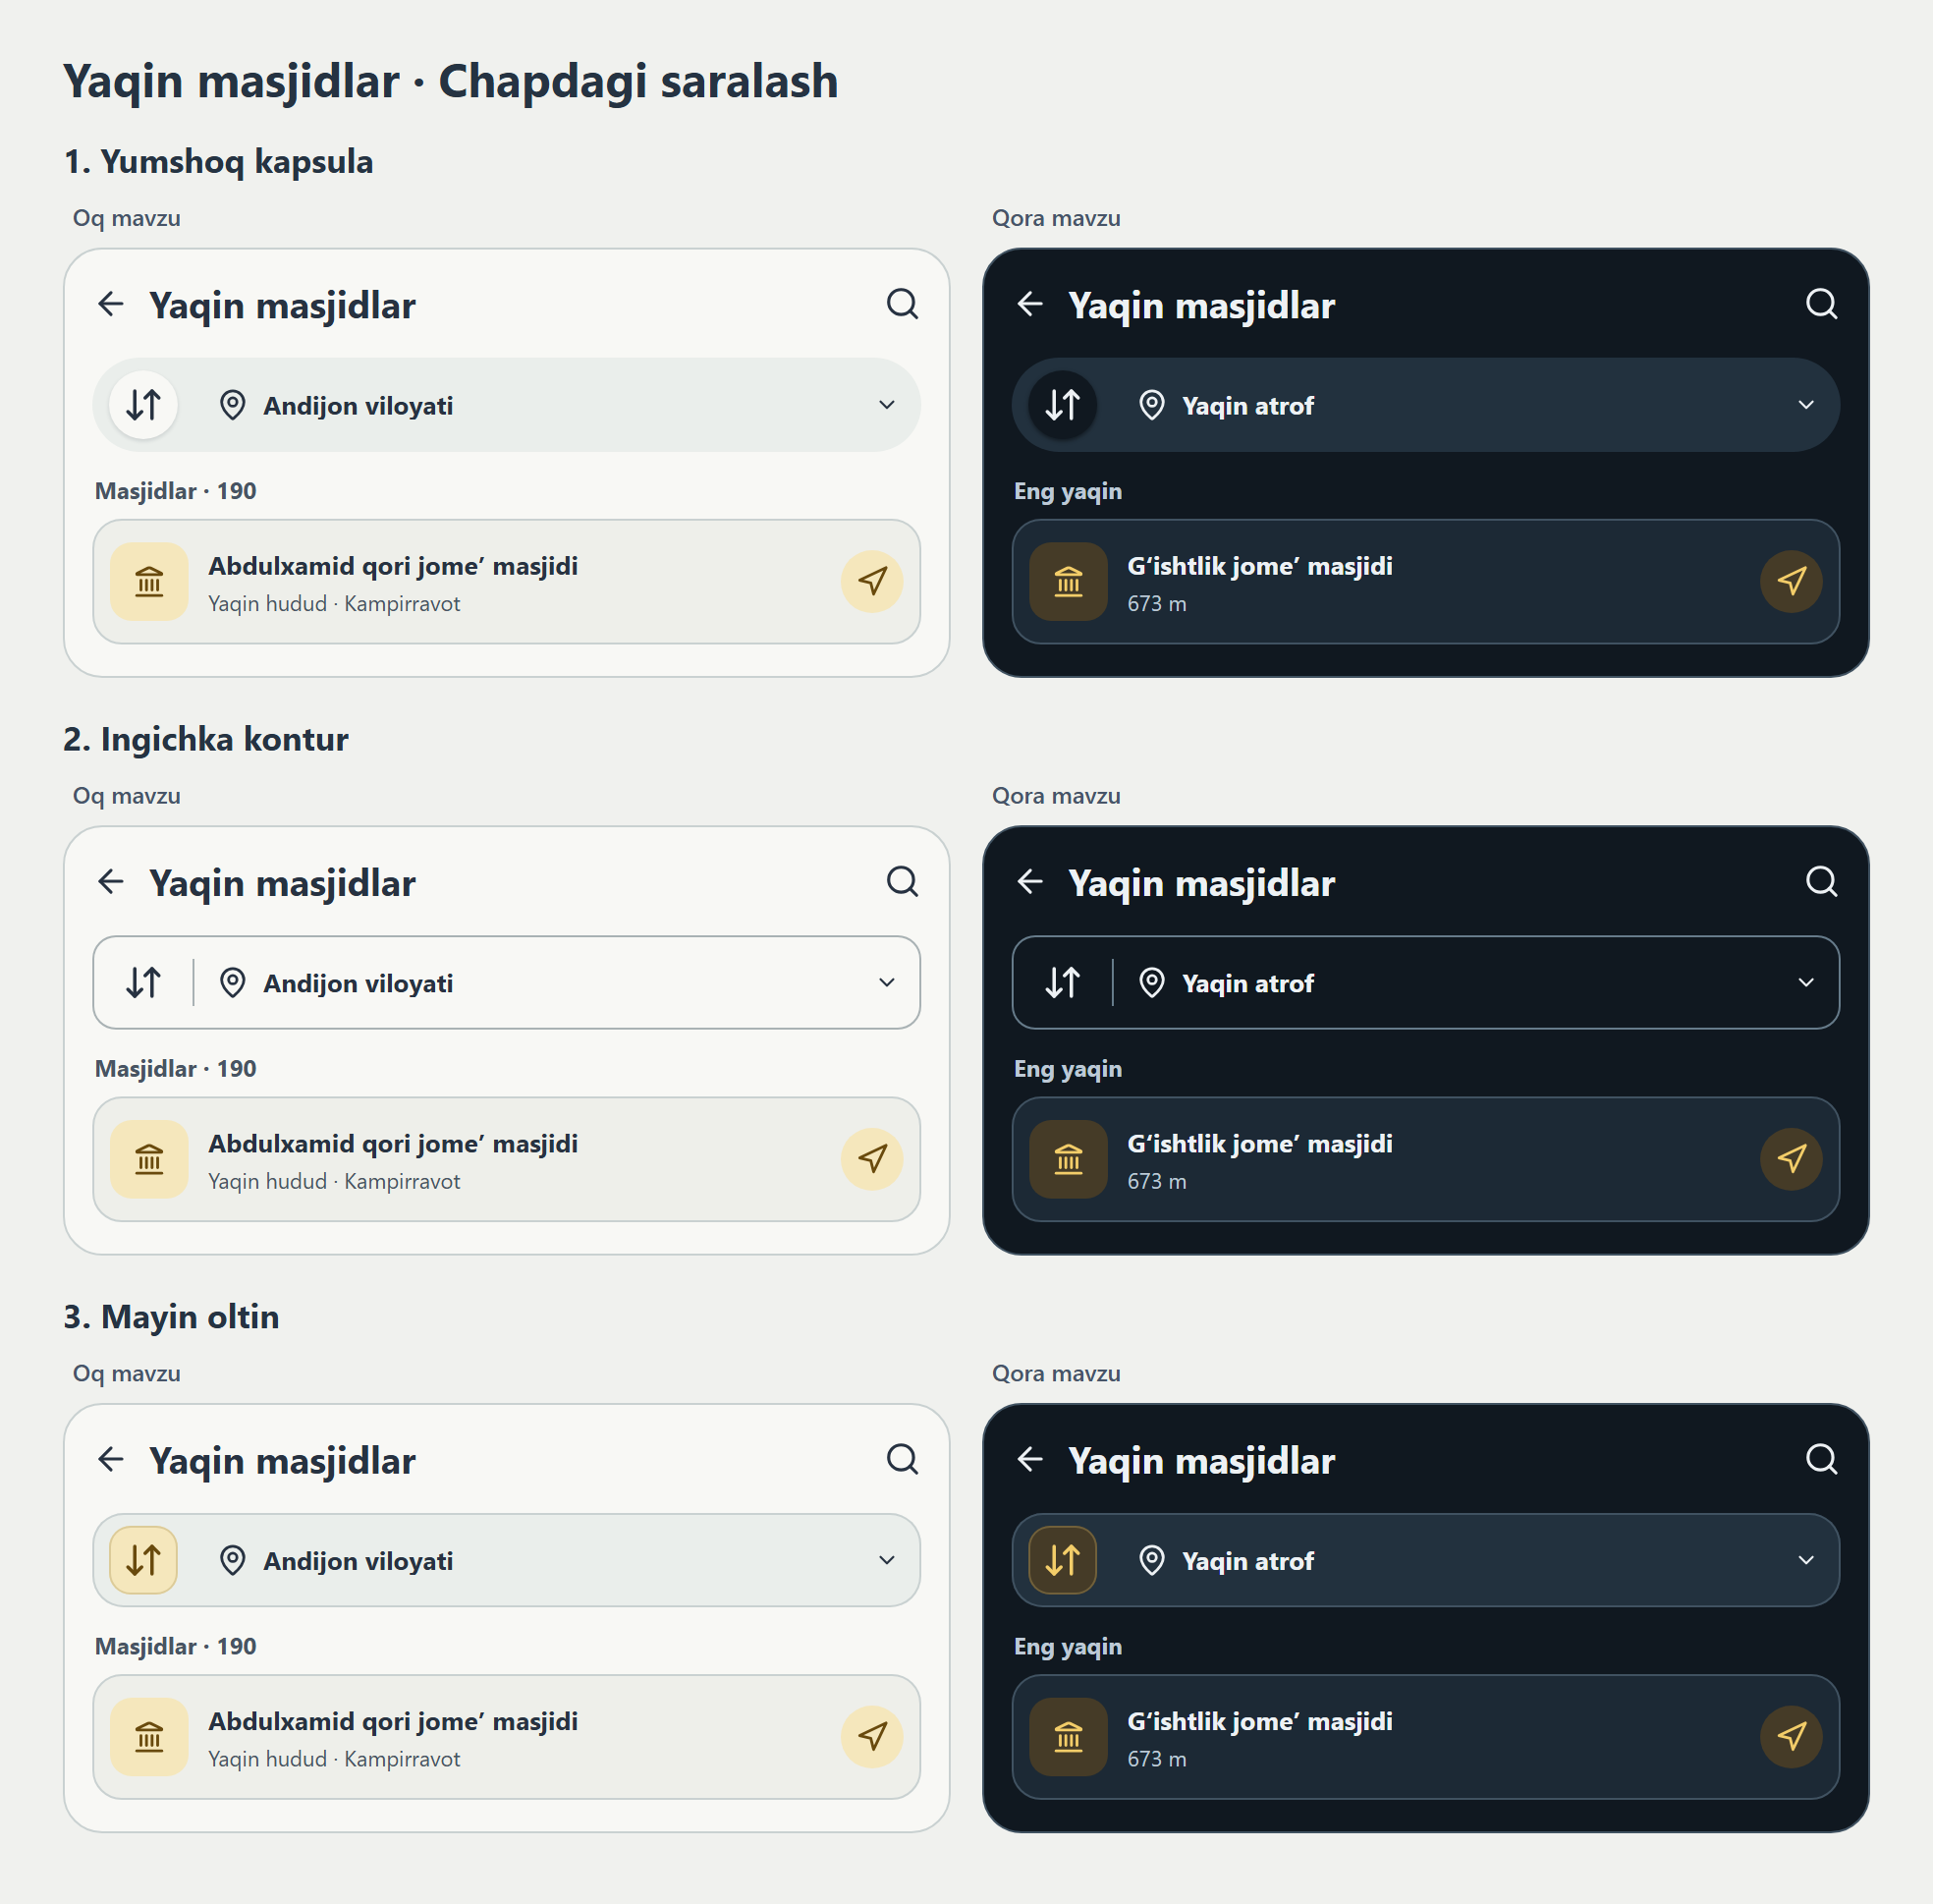 Yaqin masjidlar · Chapdagi saralash
1. Yumshoq kapsula
Oq mavzu
Yaqin masjidlar
Andijon viloyati
Masjidlar · 190
Abdulxamid qori jome’ masjidi
Yaqin hudud · Kampirravot
Qora mavzu
Yaqin masjidlar
Yaqin atrof
Eng yaqin
G‘ishtlik jome’ masjidi
673 m
2. Ingichka kontur
Oq mavzu
Yaqin masjidlar
Andijon viloyati
Masjidlar · 190
Abdulxamid qori jome’ masjidi
Yaqin hudud · Kampirravot
Qora mavzu
Yaqin masjidlar
Yaqin atrof
Eng yaqin
G‘ishtlik jome’ masjidi
673 m
3. Mayin oltin
Oq mavzu
Yaqin masjidlar
Andijon viloyati
Masjidlar · 190
Abdulxamid qori jome’ masjidi
Yaqin hudud · Kampirravot
Qora mavzu
Yaqin masjidlar
Yaqin atrof
Eng yaqin
G‘ishtlik jome’ masjidi
673 m